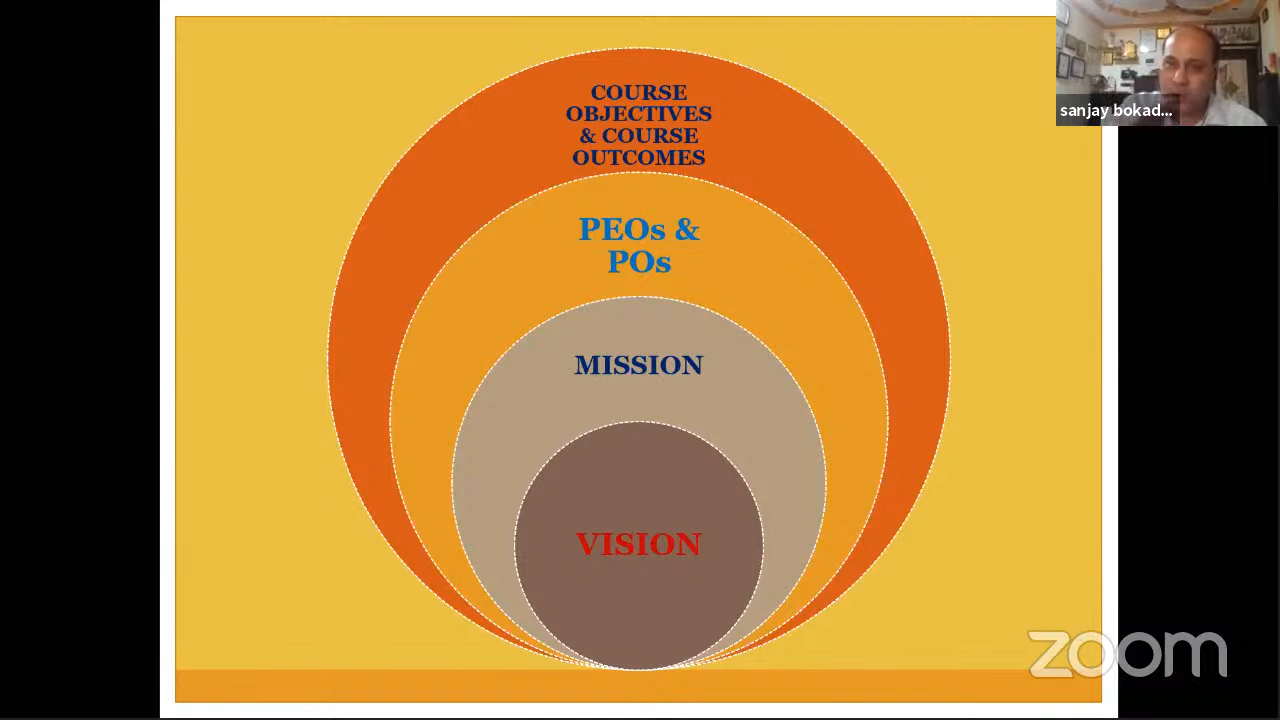 COURSE
OBJECTIVES
& COURSE
OUTCOMES
PEOs &
POs
MISSION
VISION
sanjay bokad...
zoom